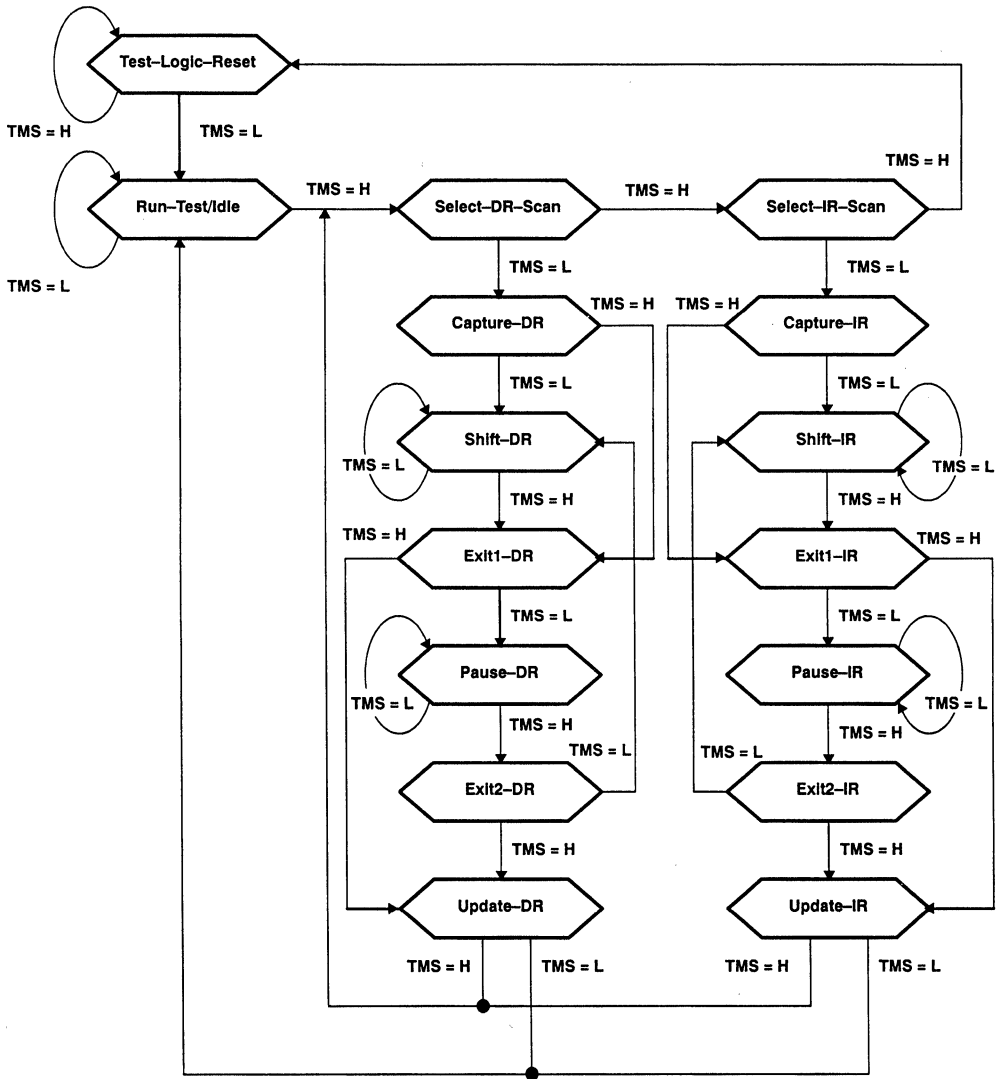 Test–Logic–Reset
TMS = H
TMS = L
TMS = H
Run–Test/Idle
TMS = H
Select–DR–Scan
TMS = H
Select–IR–Scan
TMS = L
TMS = L
TMS = L
TMS = H
TMS = H
Capture–DR
Capture–IR
TMS = L
TMS = L
Shift–DR
Shift–IR
TMS = L
TMS = L
TMS = H
TMS = H
TMS = H
TMS = H
Exit1–DR
Exit1–IR
TMS = L
TMS = L
Pause–DR
Pause–IR
TMS = L
TMS = L
TMS = H
TMS = H
TMS = L
TMS = L
Exit2–DR
Exit2–IR
TMS = H
TMS = H
Update–DR
Update–IR
TMS = H
TMS = L
TMS = H
TMS = L